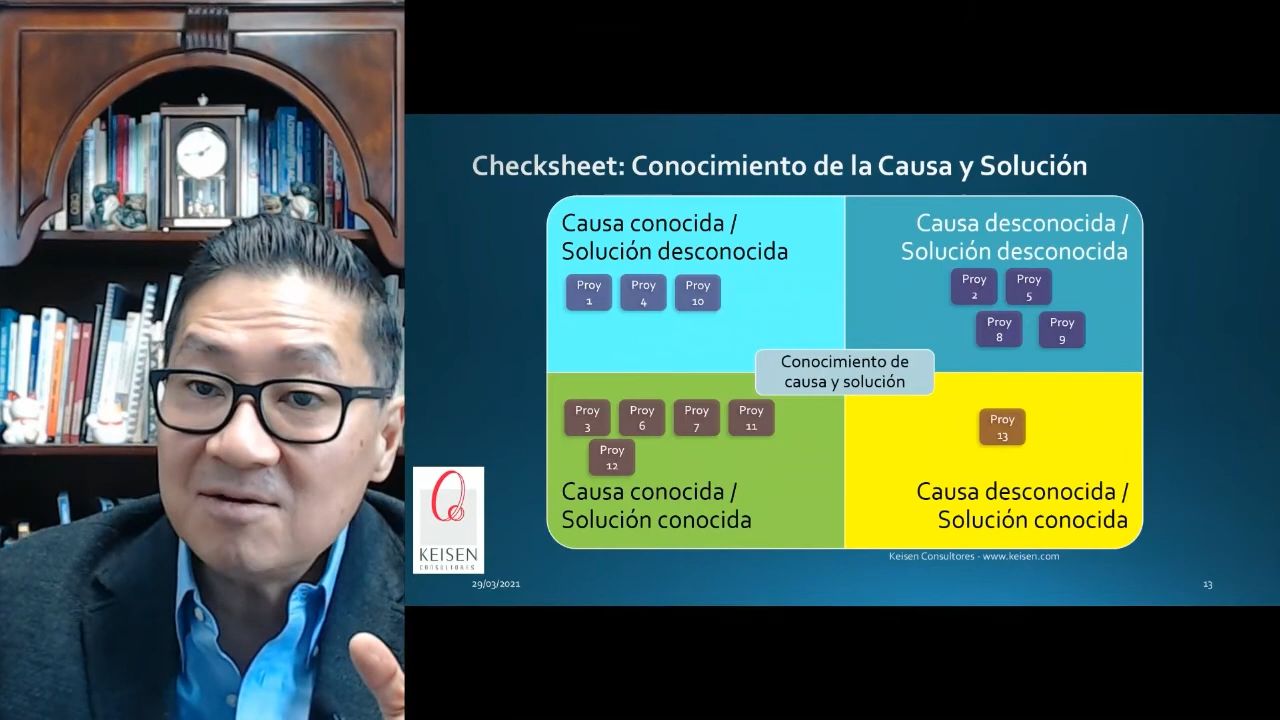 Checksheet: Conocimiento de la Causa y Solución
Causa conocida /
Solución desconocida
Proy
1
Proy
4
Proy
10
Causa desconocida /
Solución desconocida
Proy
2
Proy
5
Proy
8
Proy
9
Conocimiento de
causa y solución
Proy
3
Proy
6
Proy
7
Proy
11
Proy
12
Causa conocida /
Solución conocida
Proy
13
Causa desconocida /
Solución conocida
KEISEN
CONSULTORES
Keisen Consultores - www.keisen.com
29/03/2021
13